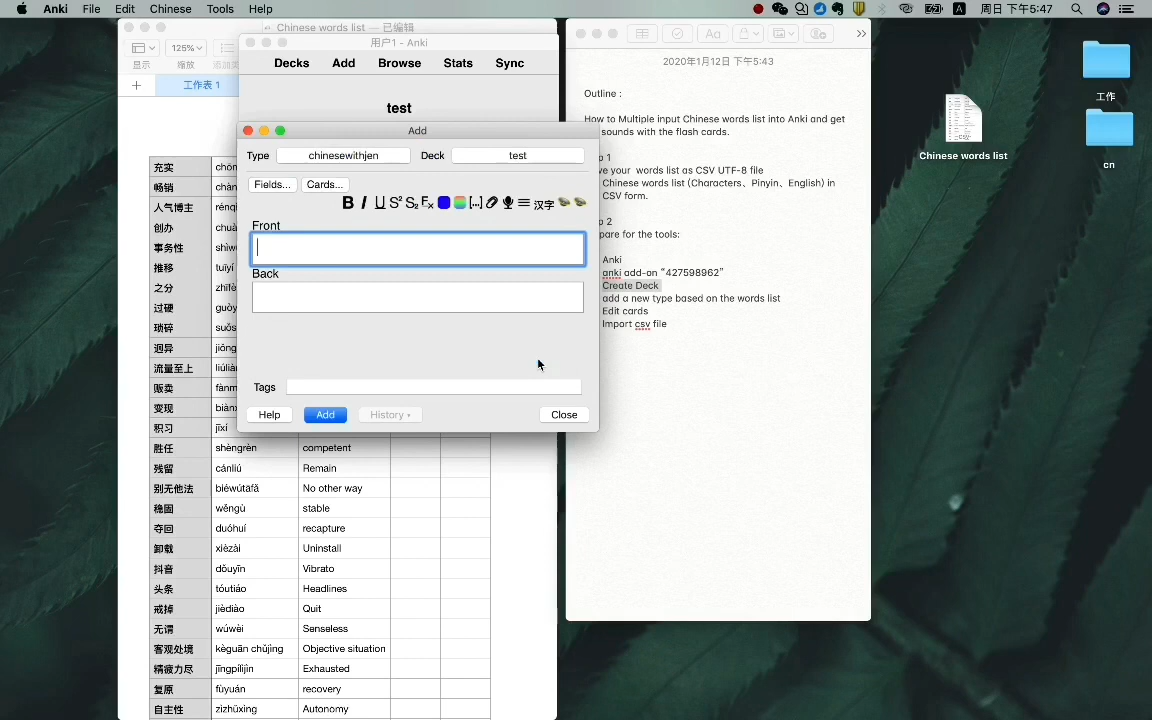 Anki File Edit Chinese Tools Help 周日 下午5:47
Chinese words list — 已编辑
125%
显示 缩放
工作表 1
用户1 - Anki
Decks Add Browse Stats Sync
test
Add
Type chinesewithjen Deck test
Fields... Cards...
汉字
Front
Back
Tags
Help Add History Close
充实
畅销
人气博主
创办
事务性
推移 tuīyí
之分
过硬
琐碎
迥异
流量至上
贩卖
变现
积习 jīxí
胜任 shèngrèn competent
残留 cánliú Remain
别无他法 biéwútafǎ No other way
稳固 wěngù stable
夺回 duóhuí recapture
卸载 xièzài Uninstall
抖音 dǒuyīn Vibrato
头条 tóutiáo Headlines
戒掉 jièdiào Quit
无谓 wúwèi Senseless
客观处境 kèguān chǔjìng Objective situation
精疲力尽 jīngpílìjìn Exhausted
复原 fùyuán recovery
自主性 zìzhǔxìng Autonomy
2020年1月12日 下午5:43
Outline :
How to Multiple input Chinese words list into Anki and get
sounds with the flash cards.
p 1
ve your words list as CSV UTF-8 file
Chinese words list (Characters、Pinyin、English) in
CSV form.
p 2
pare for the tools:
Anki
anki add-on “427598962”
Create Deck
add a new type based on the words list
Edit cards
Import csv file
Chinese words list
工作
cn